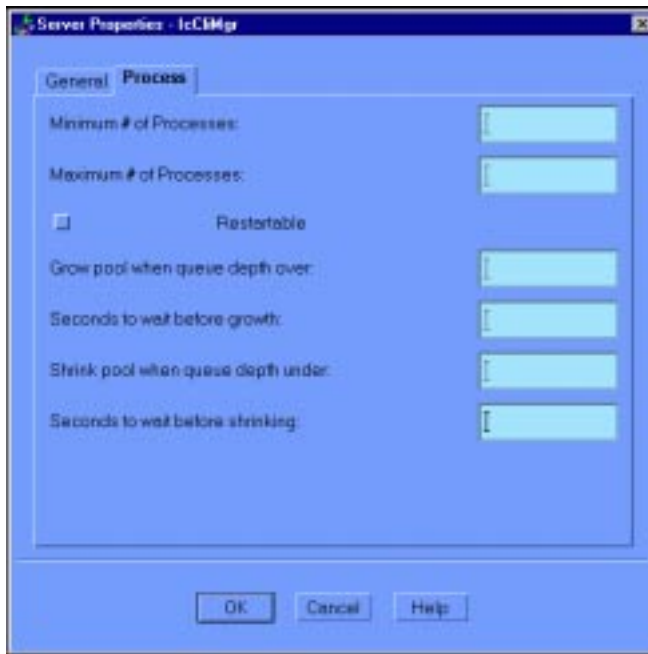 Server Properties - IcCliMgr
General Process
Minimum # of Processes:
Maximum # of Processes:
Restartable
Grow pool when queue depth over:
Seconds to wait before growth:
Shrink pool when queue depth under:
Seconds to wait before shrinking:
OK Cancel Help